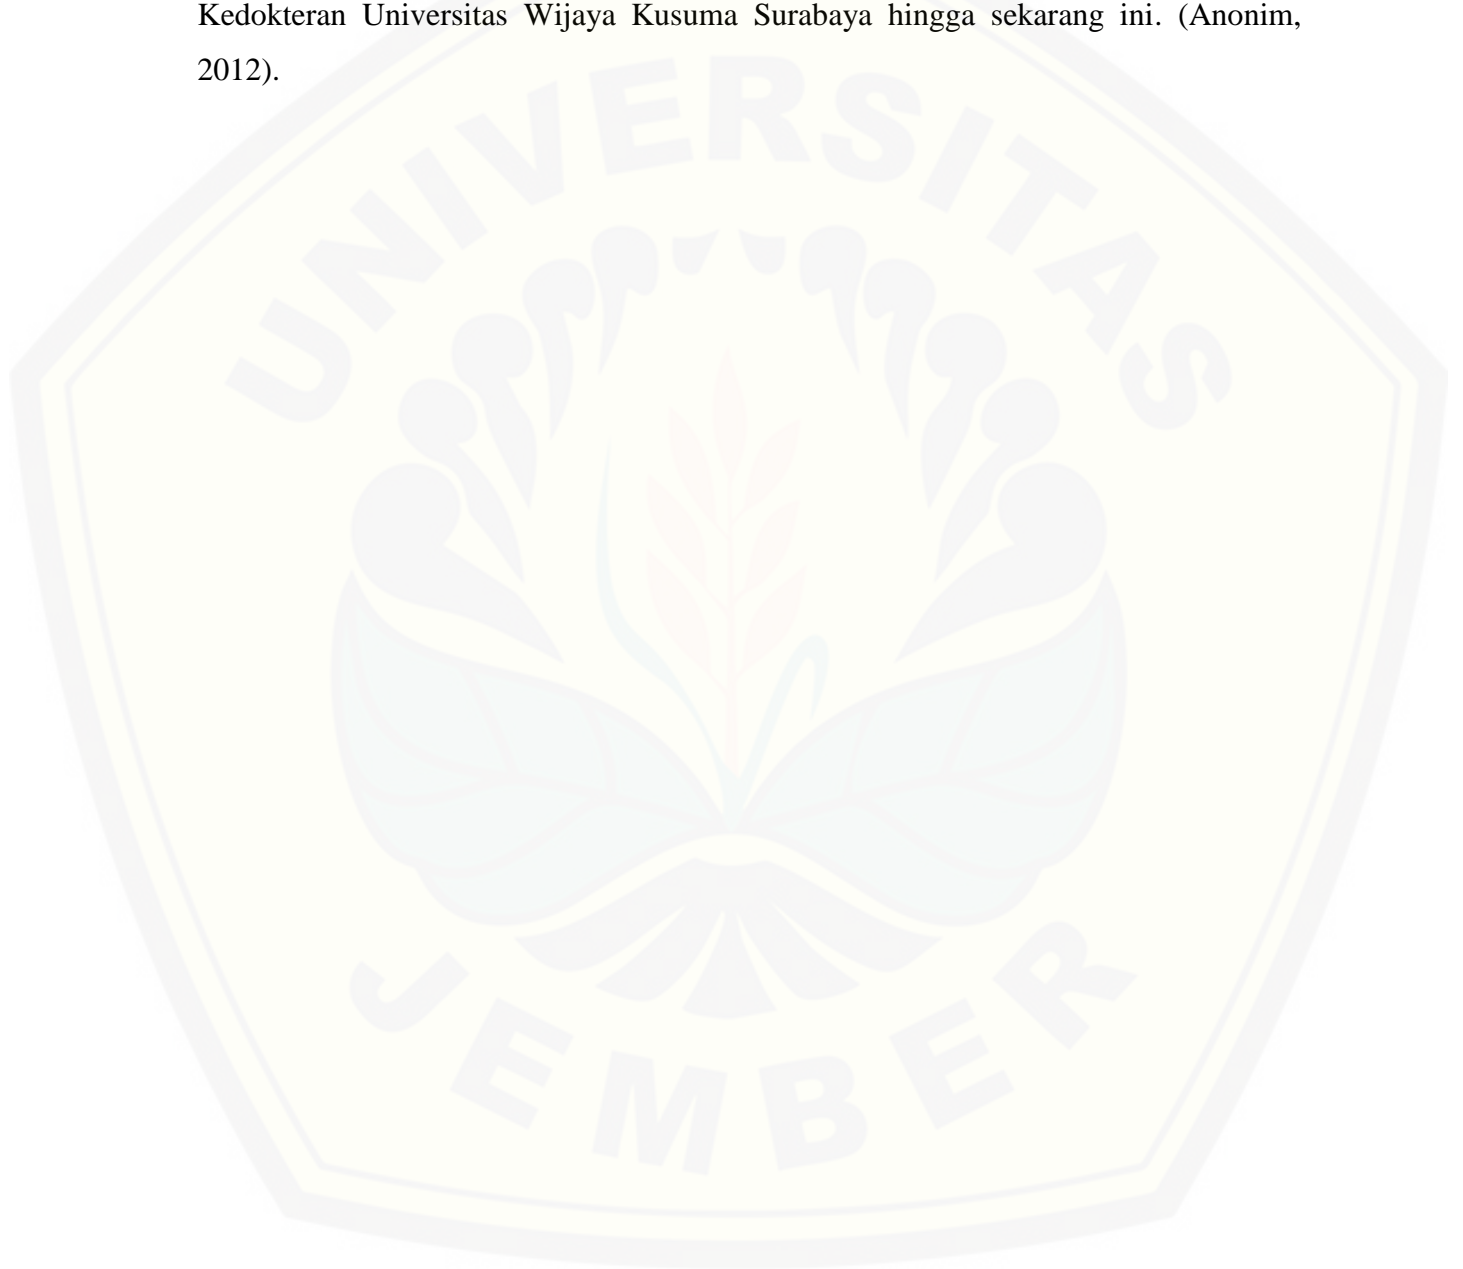 Kedokteran Universitas Wijaya Kusuma Surabaya hingga sekarang ini. (Anonim,
2012).
UNIVERSITAS
JEMBER